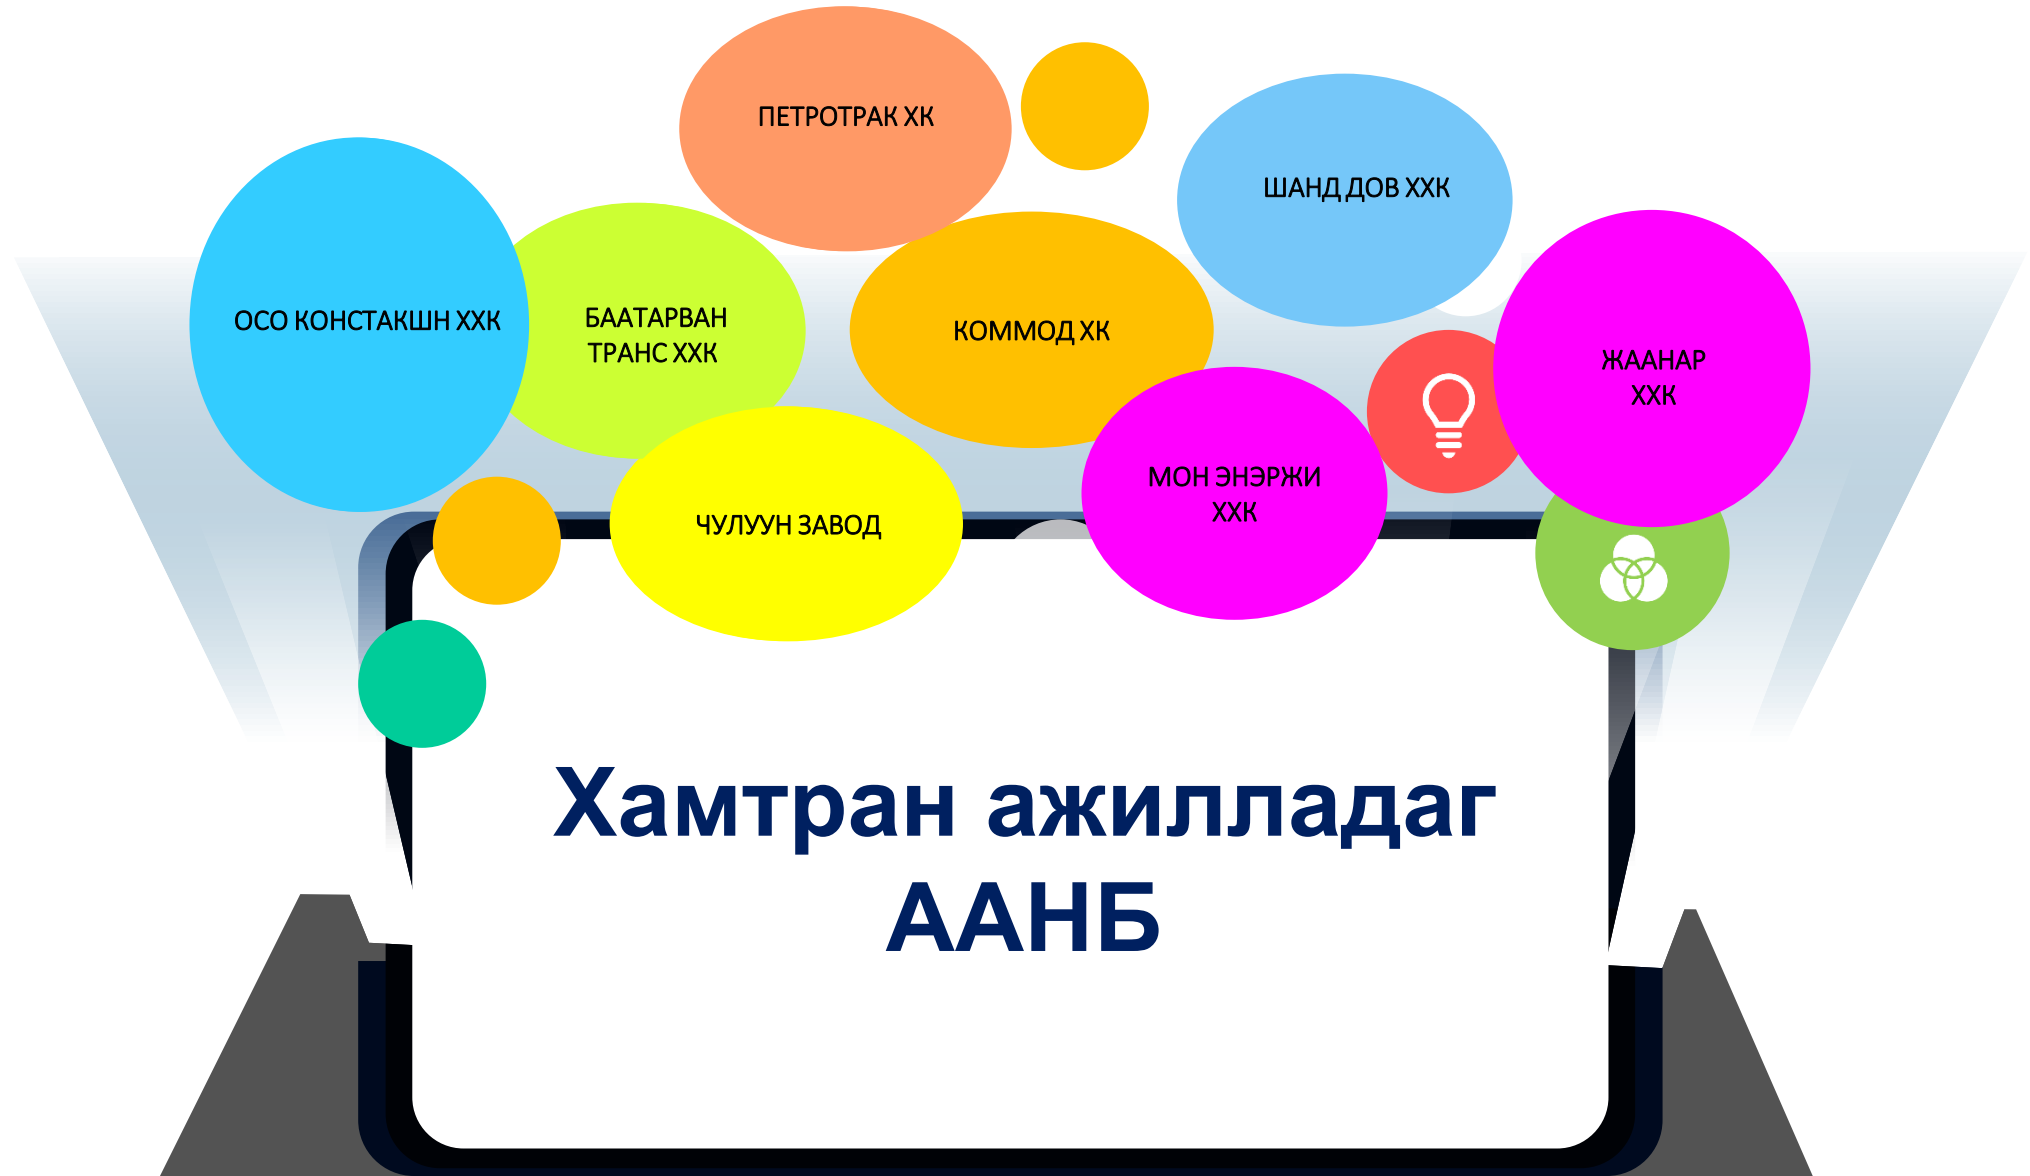 ПЕТРОТРАК ХК
ШАНД ДОВ ХХК
ОСО КОНСТАКШН ХХК
БААТАРВАН
ТРАНС ХХК
КОММОД ХК
ЖААНАР
ХХК
МОН ЭНЭРЖИ
ХХК
ЧУЛУУН ЗАВОД
Хамтран ажилладаг
ААНБ